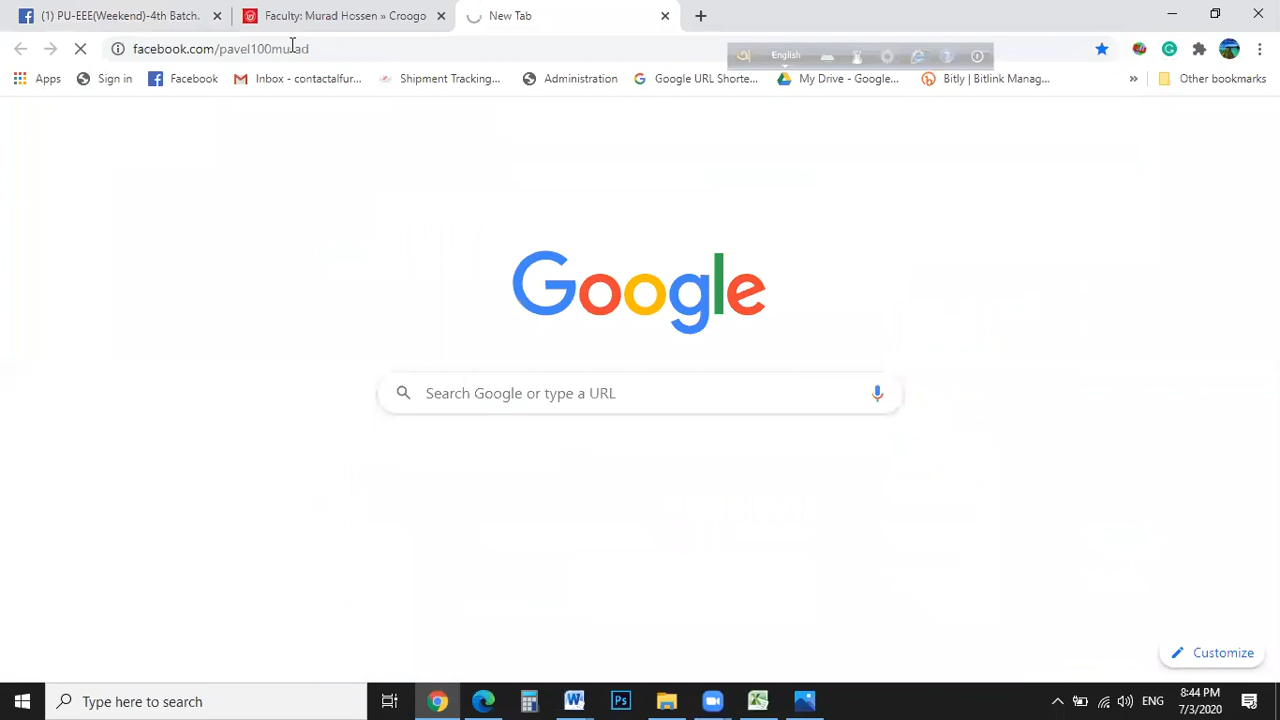 (1) PU-EEE(Weekend)-4th Batch.
Faculty: Murad Hossen » Croogo
New Tab
facebook.com/pavel100murad
অ English
Apps Sign in Facebook Inbox - contactalfur... Shipment Tracking... Administration Google URL Shorte... My Drive - Google... Bitly | Bitlink Manag... » Other bookmarks
Google
Search Google or type a URL
Customize
Type here to search
ENG
8:44 PM
7/3/2020